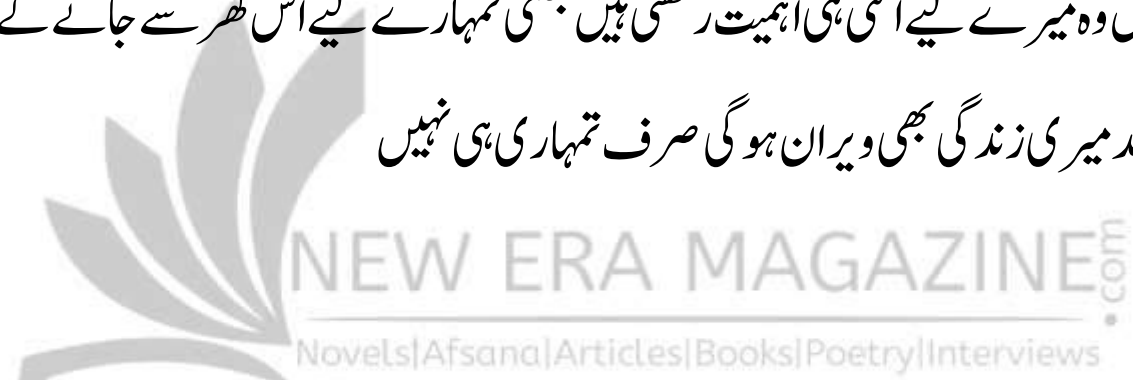 وہ میرے لیے اتنی ہی اہمیت رکھتی ہیں جتنی تمہارے لیے اس گھر سے جانے کے
میری زندگی بھی ویران ہو گی صرف تمہاری ہی نہیں
NEW ERA MAGAZINE.com
Novels|Afsana|Articles|Books|Poetry|Interviews